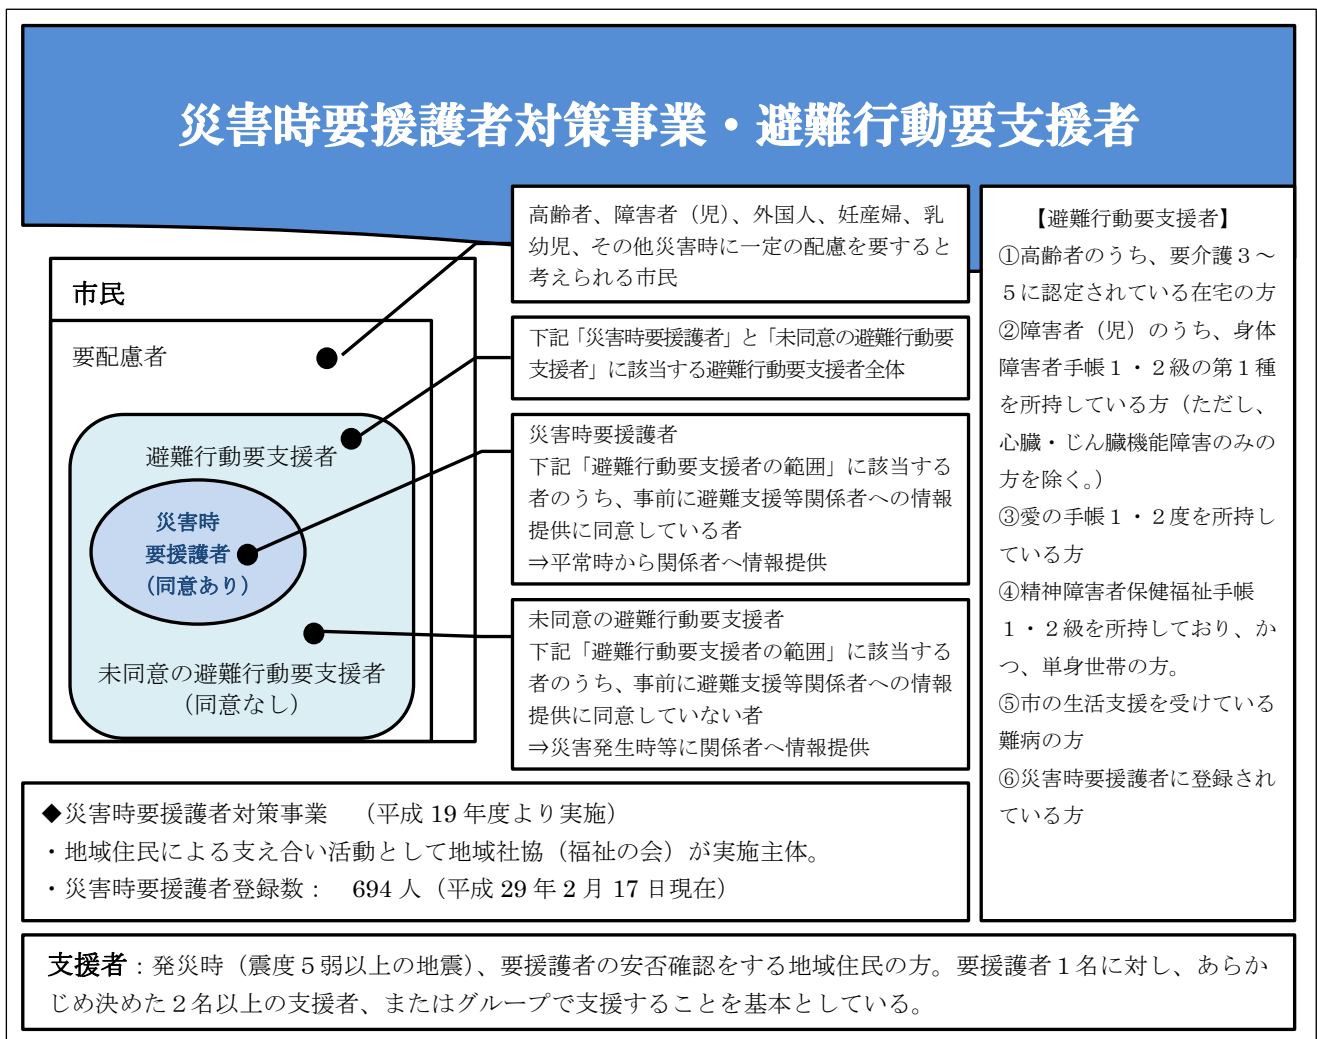 災害時要援護者対策事業・避難行動要支援者
市民
要配慮者
避難行動要支援者
災害時
要援護者
(同意あり)
未同意の避難行動要支援者
(同意なし)
高齢者、障害者（児）、外国人、妊産婦、乳
幼児、その他災害時に一定の配慮を要すると
考えられる市民
下記「災害時要援護者」と「未同意の避難行動要
支援者」に該当する避難行動要支援者全体
災害時要援護者
下記「避難行動要支援者の範囲」に該当する
者のうち、事前に避難支援等関係者への情報
提供に同意している者
⇒平常時から関係者へ情報提供
未同意の避難行動要支援者
下記「避難行動要支援者の範囲」に該当する
者のうち、事前に避難支援等関係者への情報
提供に同意していない者
⇒災害発生時等に関係者へ情報提供
【避難行動要支援者】
①高齢者のうち、要介護３～
５に認定されている在宅の方
②障害者（児）のうち、身体
障害者手帳１・２級の第１種
を所持している方（ただし、
心臓・じん臓機能障害のみの
方を除く。）
③愛の手帳１・２度を所持し
ている方
④精神障害者保健福祉手帳
１・２級を所持しており、か
つ、単身世帯の方。
⑤市の生活支援を受けている
難病の方
⑥災害時要援護者に登録され
ている方
◆災害時要援護者対策事業　（平成 19 年度より実施）
・地域住民による支え合い活動として地域社協（福祉の会）が実施主体。
・災害時要援護者登録数：　694 人（平成 29 年 2 月 17 日現在）
支援者：発災時（震度５弱以上の地震）、要援護者の安否確認をする地域住民の方。要援護者１名に対し、あらか
じめ決めた２名以上の支援者、またはグループで支援することを基本としている。